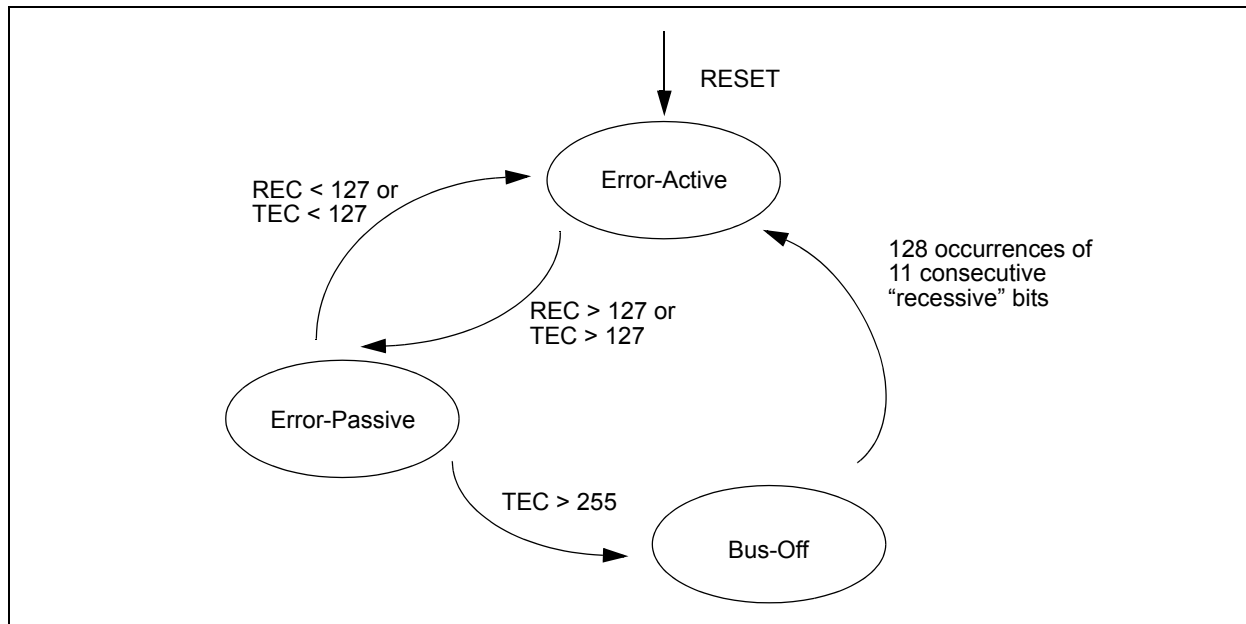 RESET
Error-Active
REC < 127 or
TEC < 127
128 occurrences of
11 consecutive
“recessive” bits
REC > 127 or
TEC > 127
Error-Passive
TEC > 255
Bus-Off